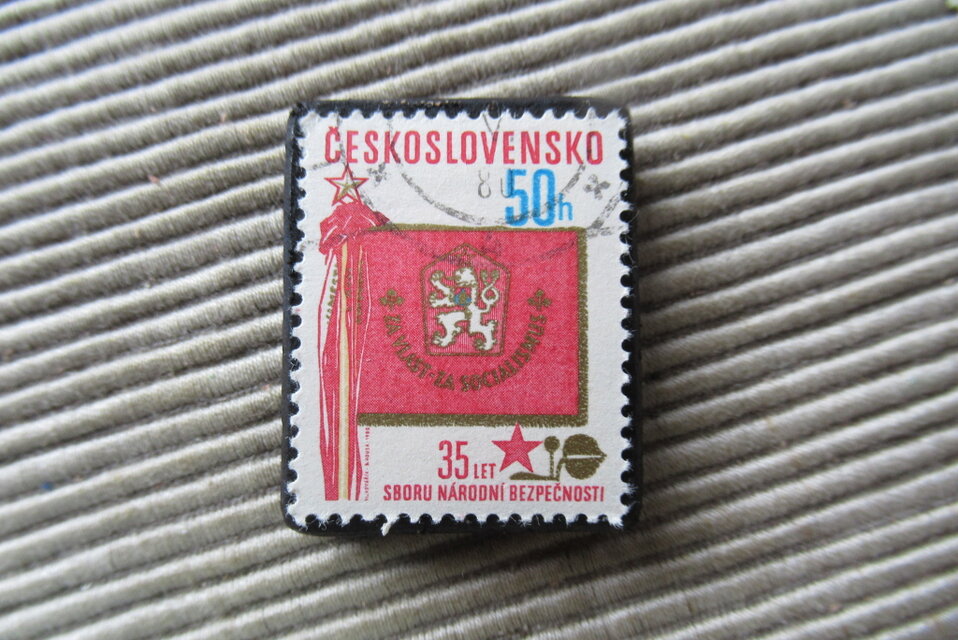 ČESKOSLOVENSKO
50h
ZA VLAST · ZA SOCIALISMUS
35 LET
SBORU NÁRODNÍ BEZPEČNOSTI